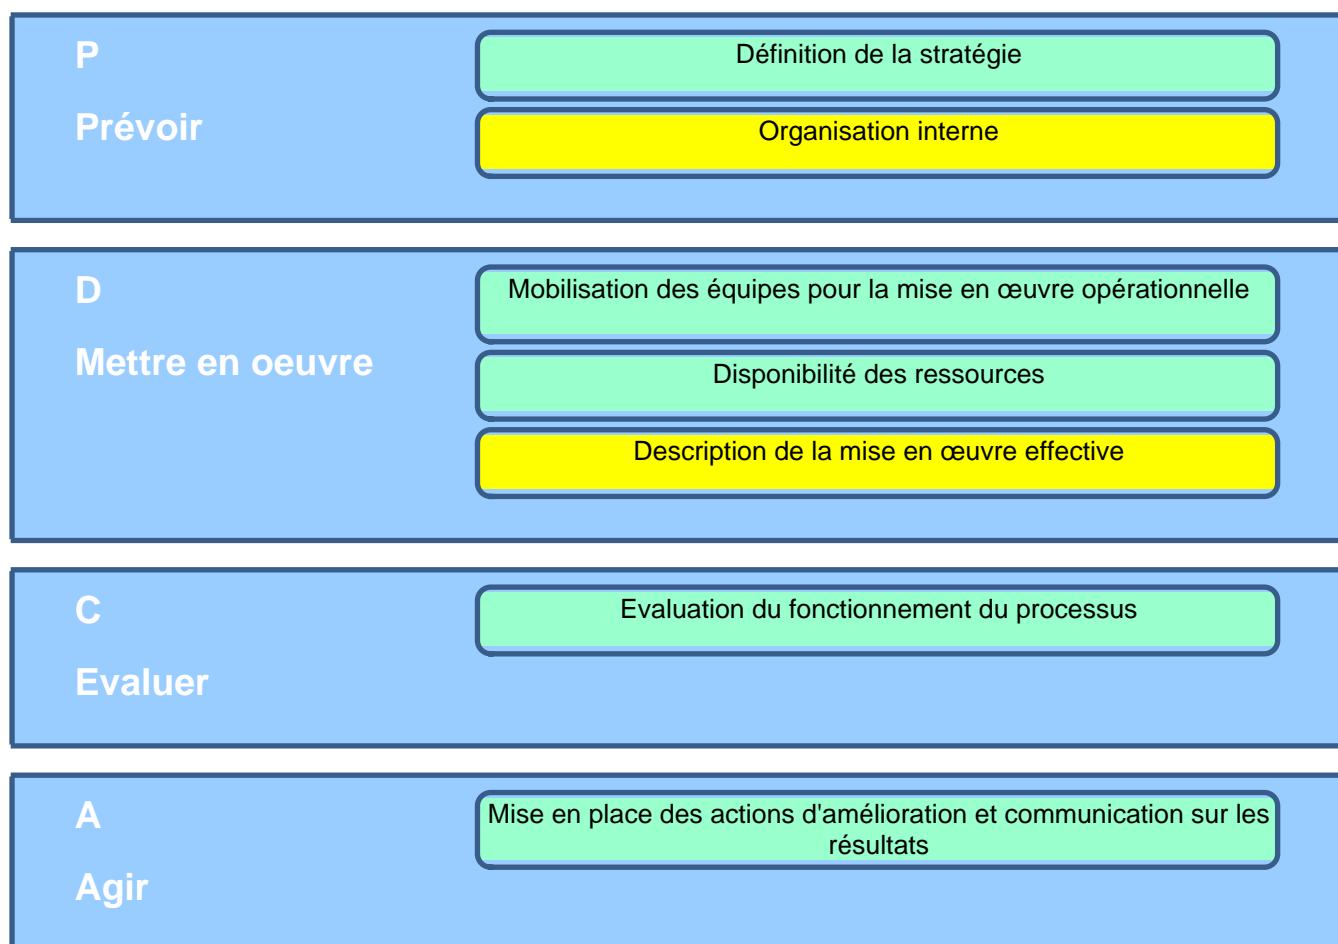 P
Prévoir
Définition de la stratégie
Organisation interne
D
Mettre en oeuvre
Mobilisation des équipes pour la mise en œuvre opérationnelle
Disponibilité des ressources
Description de la mise en œuvre effective
C
Evaluer
Evaluation du fonctionnement du processus
A
Agir
Mise en place des actions d'amélioration et communication sur les
résultats